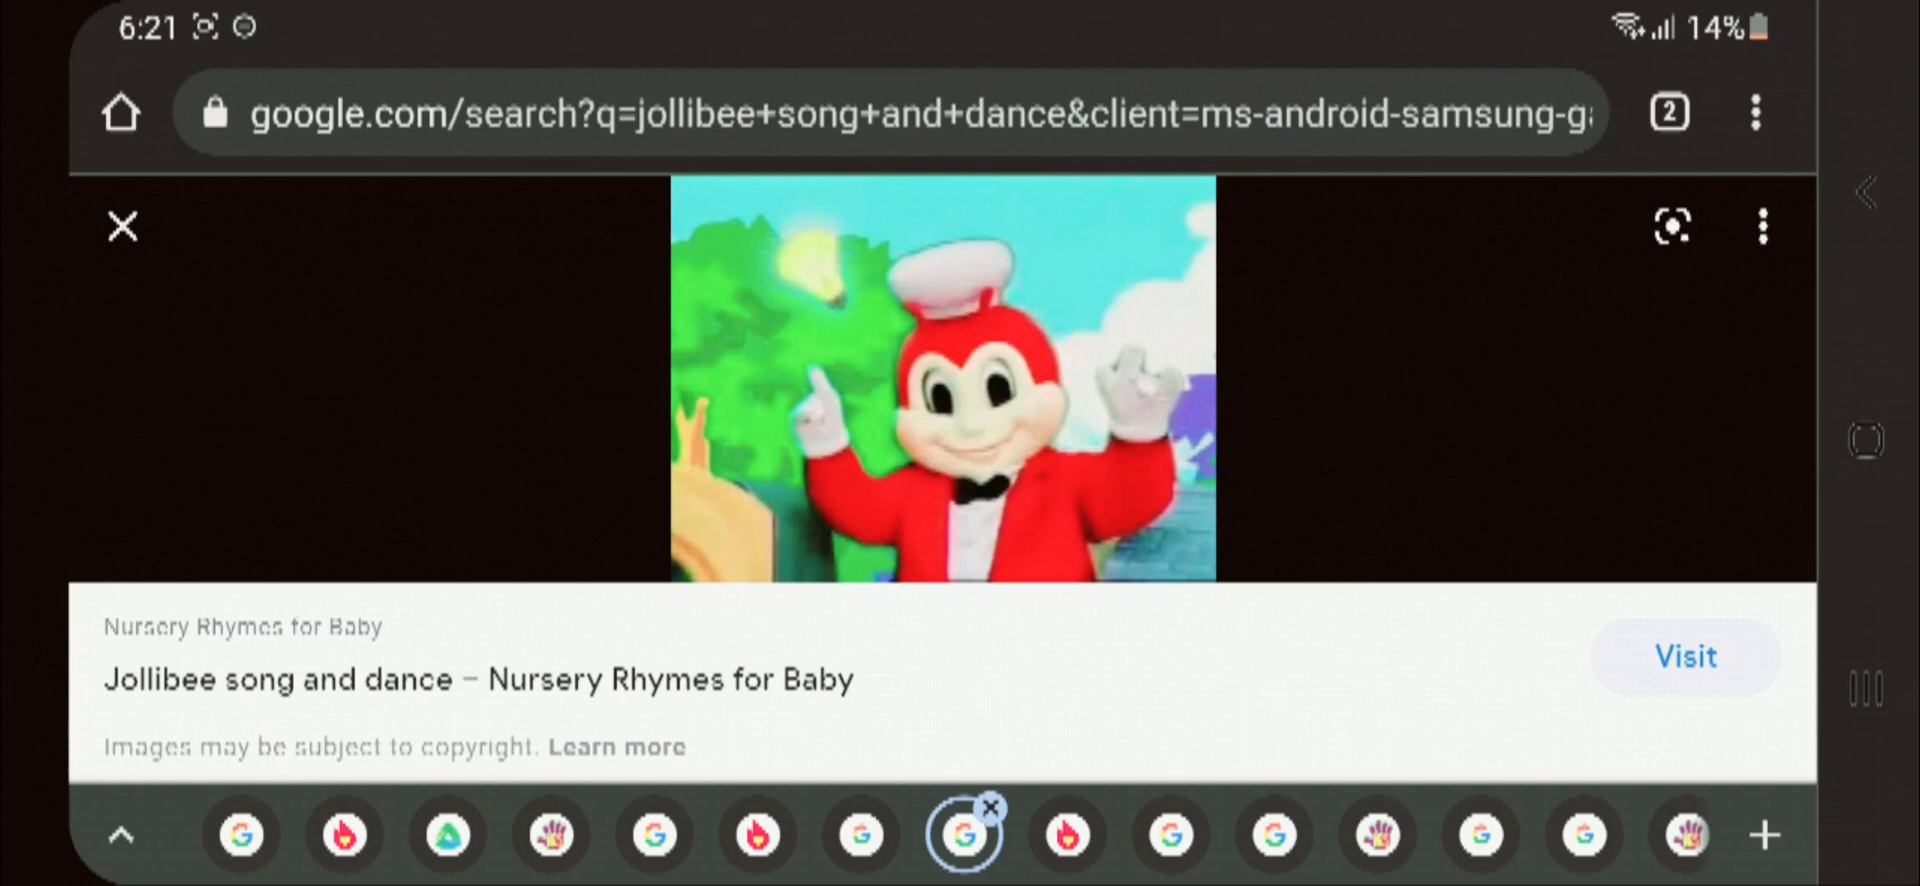 6:21
14%
google.com/search?q=jollibee+song+and+dance&client=ms-android-samsung-ga
2
Nursery Rhymes for Baby
Jollibee song and dance – Nursery Rhymes for Baby
Visit
Images may be subject to copyright. Learn more